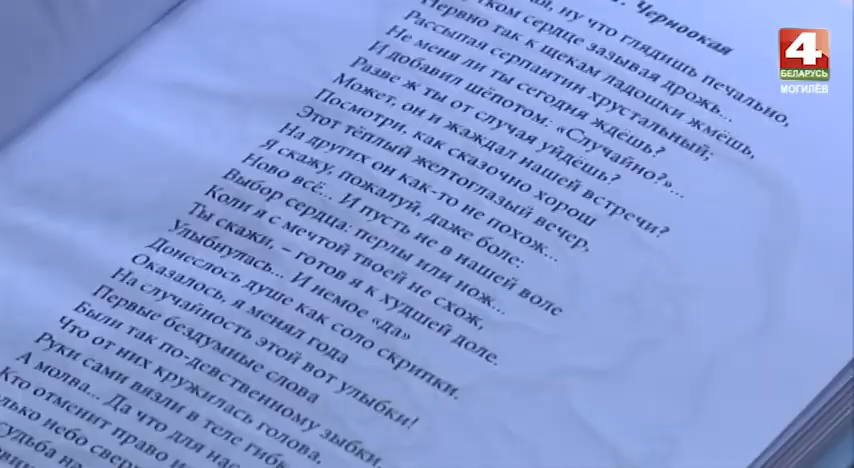 Черноокая
ну что глядишь печально,
сердце зазывая дрожь...
Нервно так к щекам ладошки жмёшь,
Рассыпая серпантин хрустальный;
Не меня ли ты сегодня ждёшь?
И добавил шёпотом: «Случайно?»...
Разве ж ты от случая уйдёшь?
Может, он и жаждал нашей встречи?
Посмотри, как сказочно хорош
Этот тёплый желтоглазый вечер,
На других он как-то не похож...
Я скажу, пожалуй, даже боле:
Ново всё... И пусть не в нашей воле
Выбор сердца: перлы или нож...
Коли я с мечтой твоей не схож,
Ты скажи, – готов я к худшей доле.
Улыбнулась... И немое «да»
Донеслось душе как соло скрипки.
Оказалось, я менял года
На случайность этой вот улыбки!
Первые бездумные слова
Были так по-девственному зыбки,
Что от них кружилась голова.
Руки сами вязли в теле
А молва... Да что для нас
Кто отменит право и
небо
судьба на
4
БЕЛАРУСЬ
МОГИЛЁВ